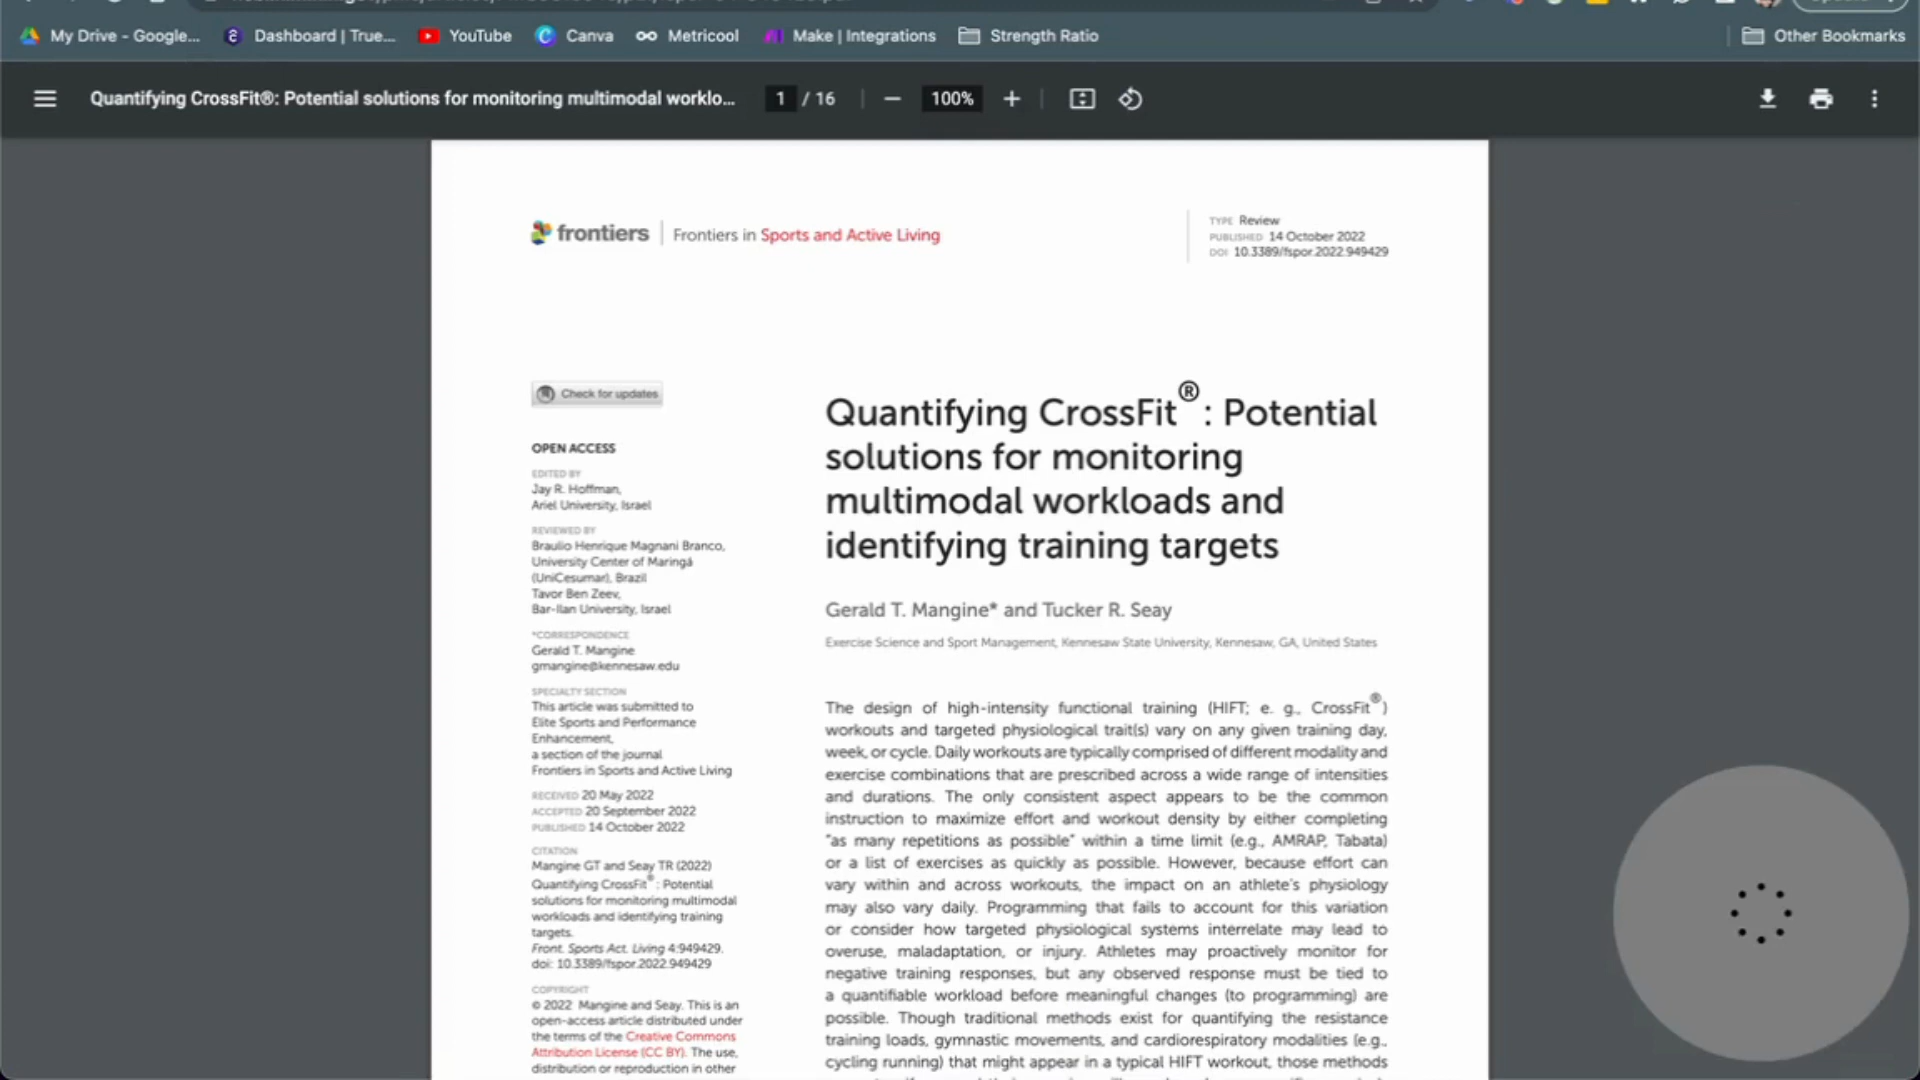 My Drive - Google...
Dashboard | True...
YouTube
Canva
Metricool
Make | Integrations
Strength Ratio
Other Bookmarks
Quantifying CrossFit®: Potential solutions for monitoring multimodal worklo...
1 / 16
100%
frontiers
Frontiers in Sports and Active Living
TYPE Review
PUBLISHED 14 October 2022
DOI 10.3389/fspor.2022.949429
Check for updates
OPEN ACCESS
EDITED BY
Jay R. Hoffman,
Ariel University, Israel
REVIEWED BY
Braulio Henrique Magnani Branco,
University Center of Maringá
(UniCesumar), Brazil
Tavor Ben Zeev,
Bar-Ilan University, Israel
*CORRESPONDENCE
Gerald T. Mangine
gmangine@kennesaw.edu
SPECIALTY SECTION
This article was submitted to
Elite Sports and Performance
Enhancement,
a section of the journal
Frontiers in Sports and Active Living
RECEIVED 20 May 2022
ACCEPTED 20 September 2022
PUBLISHED 14 October 2022
CITATION
Mangine GT and Seay TR (2022)
Quantifying CrossFit®: Potential
solutions for monitoring multimodal
workloads and identifying training
targets.
Front. Sports Act. Living 4:949429.
doi: 10.3389/fspor.2022.949429
COPYRIGHT
© 2022 Mangine and Seay. This is an
open-access article distributed under
the terms of the Creative Commons
Attribution License (CC BY). The use,
distribution or reproduction in other
Quantifying CrossFit®: Potential
solutions for monitoring
multimodal workloads and
identifying training targets
Gerald T. Mangine* and Tucker R. Seay
Exercise Science and Sport Management, Kennesaw State University, Kennesaw, GA, United States
The design of high-intensity functional training (HIFT; e. g., CrossFit®)
workouts and targeted physiological trait(s) vary on any given training day,
week, or cycle. Daily workouts are typically comprised of different modality and
exercise combinations that are prescribed across a wide range of intensities
and durations. The only consistent aspect appears to be the common
instruction to maximize effort and workout density by either completing
"as many repetitions as possible" within a time limit (e.g., AMRAP, Tabata)
or a list of exercises as quickly as possible. However, because effort can
vary within and across workouts, the impact on an athlete's physiology
may also vary daily. Programming that fails to account for this variation
or consider how targeted physiological systems interrelate may lead to
overuse, maladaptation, or injury. Athletes may proactively monitor for
negative training responses, but any observed response must be tied to
a quantifiable workload before meaningful changes (to programming) are
possible. Though traditional methods exist for quantifying the resistance
training loads, gymnastic movements, and cardiorespiratory modalities (e.g.,
cycling running) that might appear in a typical HIFT workout, those methods